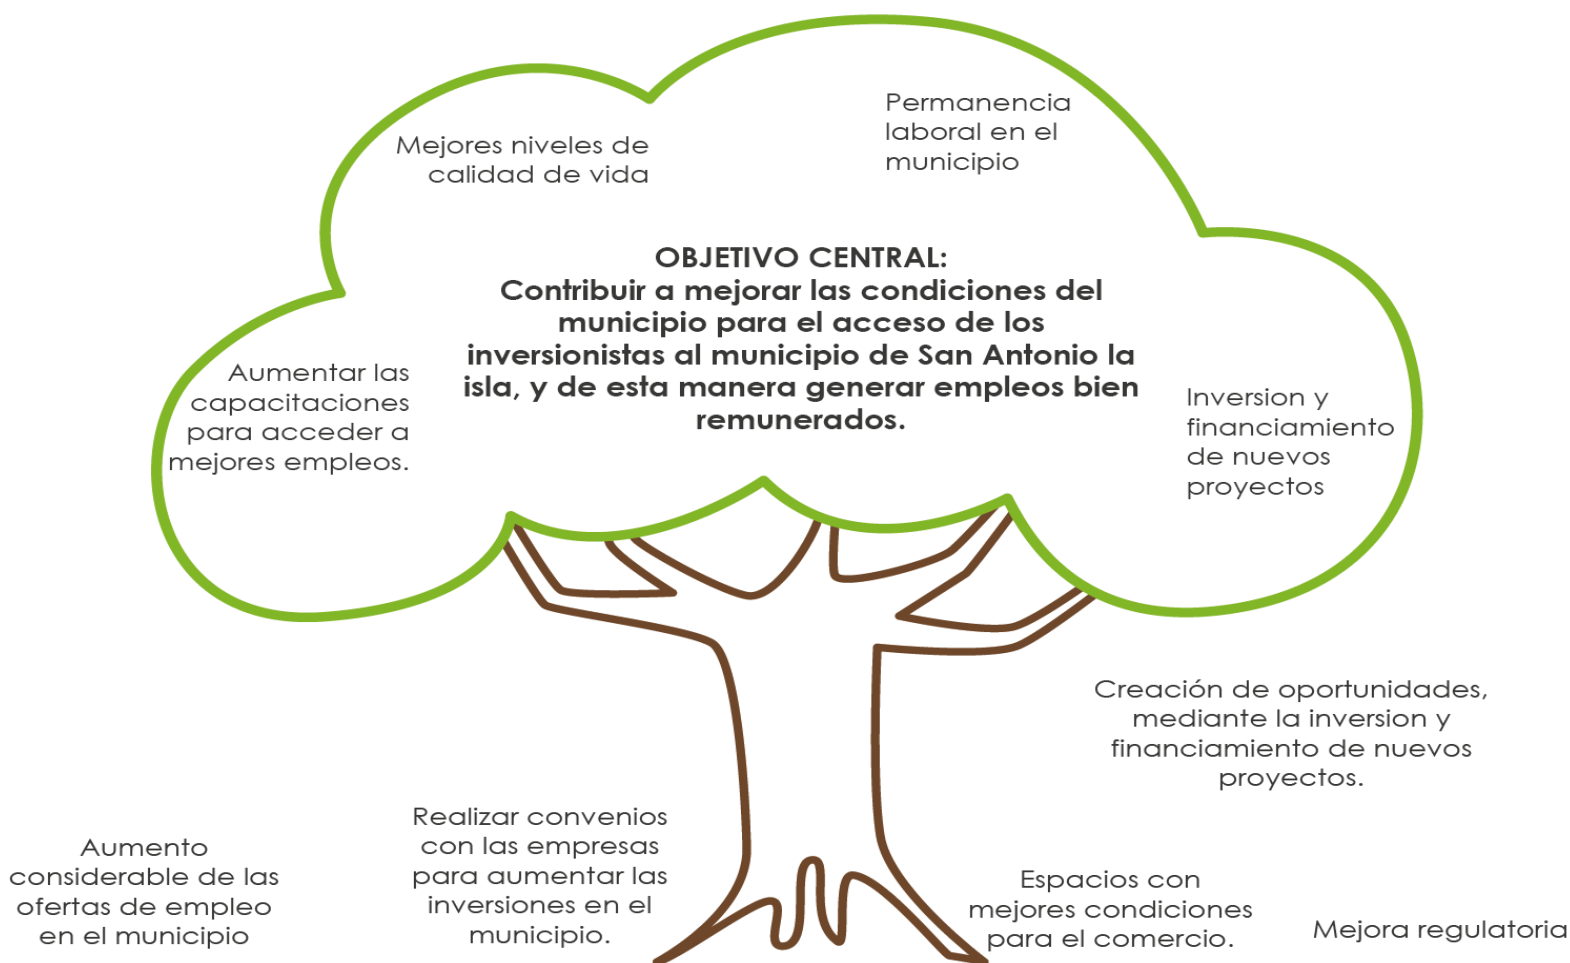 Mejores niveles de
calidad de vida
Permanencia
laboral en el
municipio
OBJETIVO CENTRAL:
Contribuir a mejorar las condiciones del
municipio para el acceso de los
inversionistas al municipio de San Antonio la
isla, y de esta manera generar empleos bien
remunerados.
Aumentar las
capacitaciones
para acceder a
mejores empleos.
Inversion y
financiamiento
de nuevos
proyectos
Creación de oportunidades,
mediante la inversion y
financiamiento de nuevos
proyectos.
Aumento
considerable de las
ofertas de empleo
en el municipio
Realizar convenios
con las empresas
para aumentar las
inversiones en el
municipio.
Espacios con
mejores condiciones
para el comercio.
Mejora regulatoria